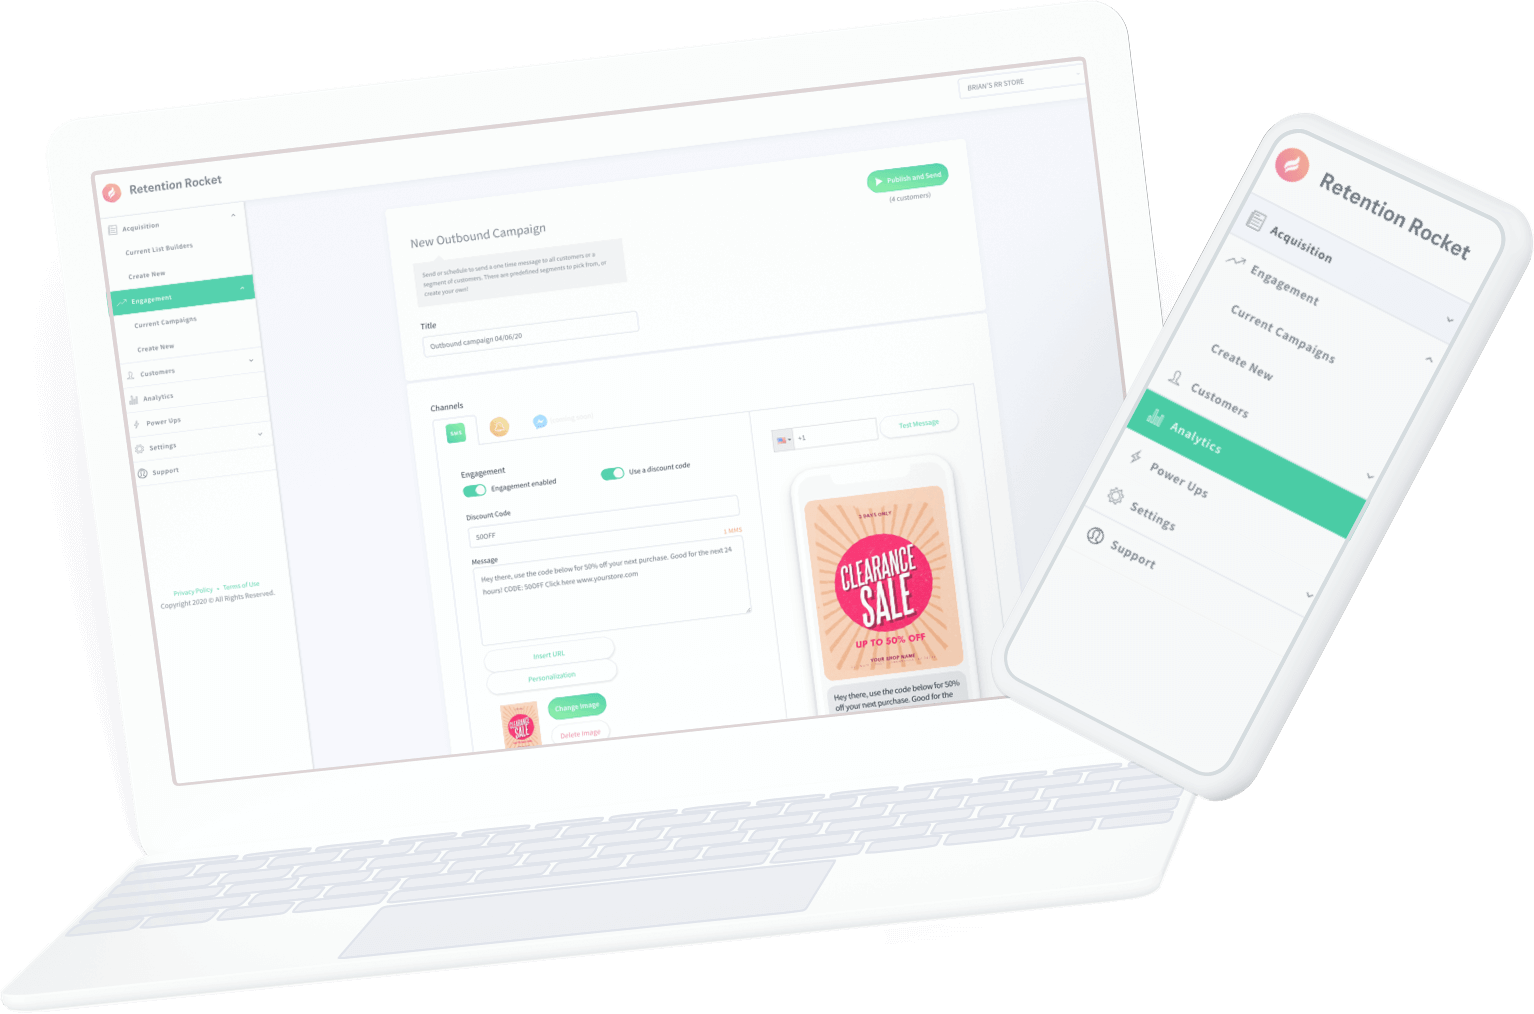 BRIAN'S RR STORE
Retention Rocket
Acquisition
Current List Builders
Create New
Engagement
Current Campaigns
Create New
Customers
Analytics
Power Ups
Settings
Support
Privacy Policy • Terms of Use
Copyright 2020 © All Rights Reserved.
Publish and Send
(4 customers)
New Outbound Campaign
Send or schedule to send a one time message to all customers or a
segment of customers. There are predefined segments to pick from, or
create your own!
Title
Outbound campaign 04/06/20
Channels
SMS
Engagement
Engagement enabled
Use a discount code
Discount Code
50OFF
Message
Hey there, use the code below for 50% off your next purchase. Good for the next 24
hours! CODE: 50OFF Click here www.yourstore.com
Insert URL
Personalization
CLEARANCE
SALE
Change Image
Delete Image
+1
Test Message
2 DAYS ONLY
CLEARANCE
SALE
UP TO 50% OFF
YOUR SHOP NAME
Hey there, use the code below for 50%
off your next purchase. Good for the
Retention Rocket
Acquisition
Engagement
Current Campaigns
Create New
Customers
Analytics
Power Ups
Settings
Support